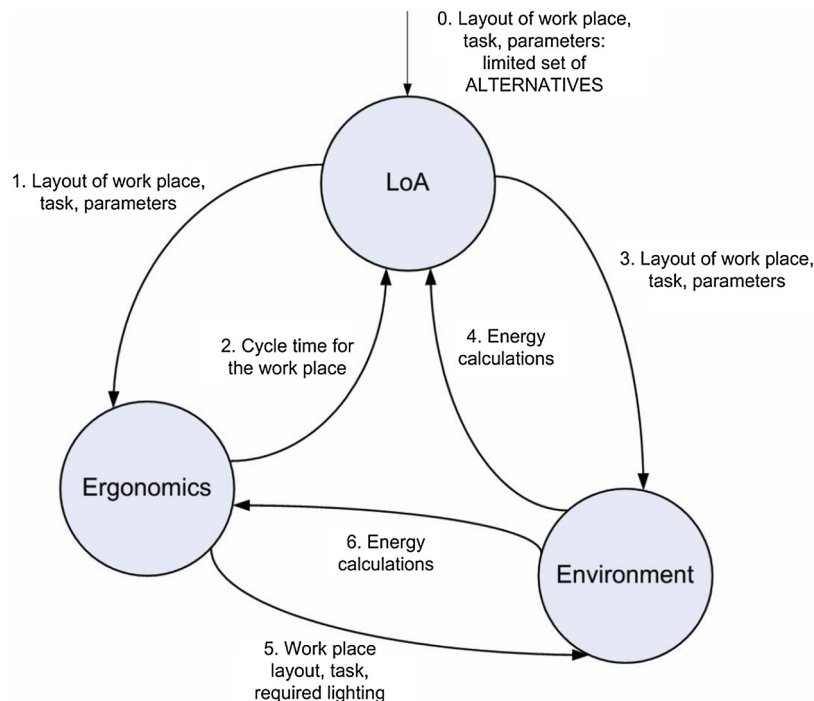 0. Layout of work place,
task, parameters:
limited set of
ALTERNATIVES
LoA
1. Layout of work place,
task, parameters
3. Layout of work place,
task, parameters
2. Cycle time for
the work place
4. Energy
calculations
Ergonomics
6. Energy
calculations
Environment
5. Work place
layout, task,
required lighting